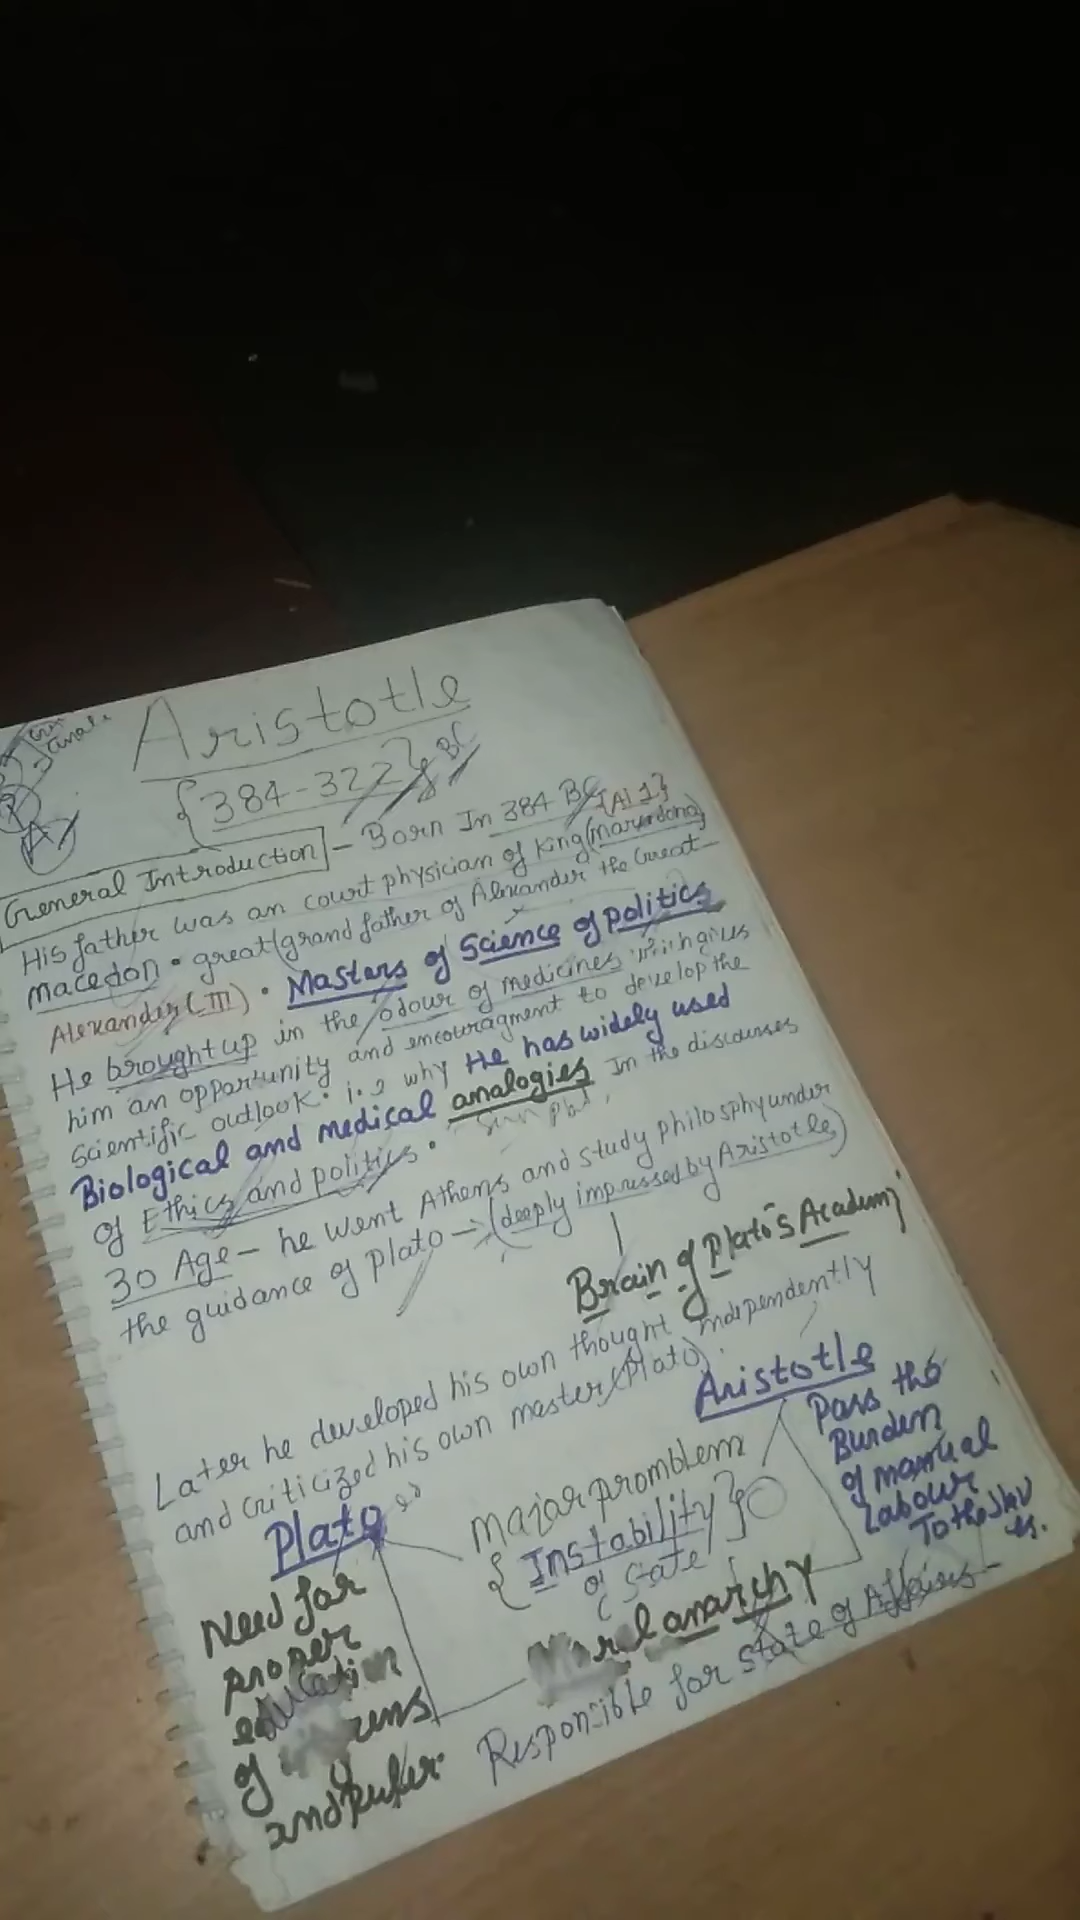 Aristotle
{384-322} BC
General Introduction - Born In 384 BC
His father was an court physician of King
macedon • great (grand father of Alexander the Great
Alexander (III) • Masters of Science of politics
He brought up in the odour of medicines which gives
him an opportunity and encouragment to develop the
Scientific outlook. i.e why He has widely used
Biological and medical analogies In the discourses
of Ethics and politics.
30 Age - he went Athens and study philosphy under
the guidance of plato → (deeply impressed by Aristotle)
Brain of Plato's Academy
Later he developed his own thought independently
and criticized his own master (Plato).
Aristotle
Pass the
Burden
of manual
Labour
To the
Plato
Need for
proper
education
of
and Ruler.
Major promblem
{Instability}
of State
anarchy
Responsible for state of Affairs -